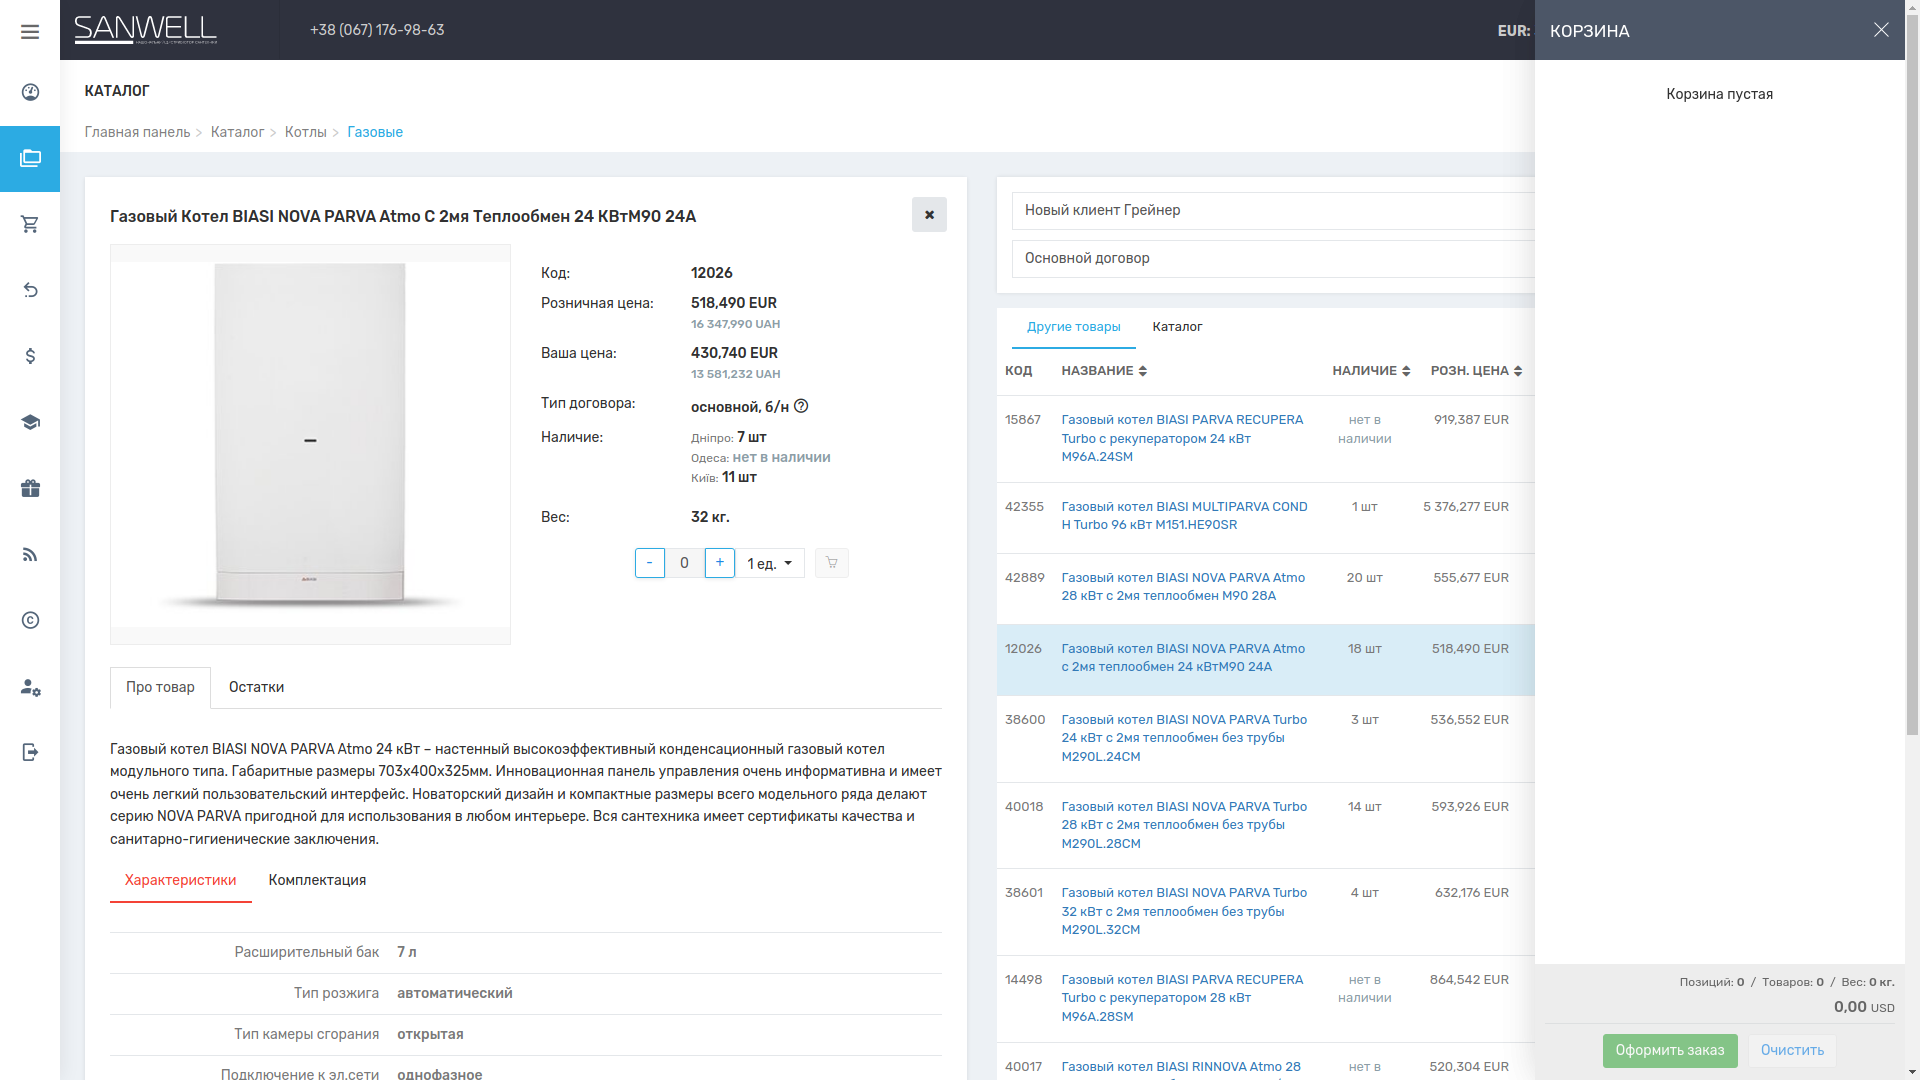 SANWELL
+38 (067) 176-98-63
EUR:
КОРЗИНА
Корзина пустая
КАТАЛОГ
Главная панель > Каталог > Котлы > Газовые
Газовый Котел BIASI NOVA PARVA Atmo С 2мя Теплообмен 24 КВтM90 24A
Код: 12026
Розничная цена: 518,490 EUR
16 347,990 UAH
Ваша цена: 430,740 EUR
13 581,232 UAH
Тип договора: основной, б/н
Наличие: Дніпро: 7 шт
Одеса: нет в наличии
Київ: 11 шт
Вес: 32 кг.
- 0 + 1 ед.
Про товар Остатки
Газовый котел BIASI NOVA PARVA Atmo 24 кВт – настенный высокоэффективный конденсационный газовый котел
модульного типа. Габаритные размеры 703х400х325мм. Инновационная панель управления очень информативна и имеет
очень легкий пользовательский интерфейс. Новаторский дизайн и компактные размеры всего модельного ряда делают
серию NOVA PARVA пригодной для использования в любом интерьере. Вся сантехника имеет сертификаты качества и
санитарно-гигиенические заключения.
Характеристики Комплектация
Расширительный бак 7 л
Тип розжига автоматический
Тип камеры сгорания открытая
Подключение к эл.сети однофазное
Новый клиент Грейнер
Основной договор
Другие товары Каталог
КОД НАЗВАНИЕ НАЛИЧИЕ РОЗН. ЦЕНА
15867 Газовый котел BIASI PARVA RECUPERA нет в 919,387 EUR
Turbo с рекуператором 24 кВт наличии
M96A.24SM
42355 Газовый котел BIASI MULTIPARVA COND 1 шт 5 376,277 EUR
H Turbo 96 кВт M151.HE90SR
42889 Газовый котел BIASI NOVA PARVA Atmo 20 шт 555,677 EUR
28 кВт с 2мя теплообмен M90 28A
12026 Газовый котел BIASI NOVA PARVA Atmo 18 шт 518,490 EUR
с 2мя теплообмен 24 кВтM90 24A
38600 Газовый котел BIASI NOVA PARVA Turbo 3 шт 536,552 EUR
24 кВт с 2мя теплообмен без трубы
M290L.24CM
40018 Газовый котел BIASI NOVA PARVA Turbo 14 шт 593,926 EUR
28 кВт с 2мя теплообмен без трубы
M290L.28CM
38601 Газовый котел BIASI NOVA PARVA Turbo 4 шт 632,176 EUR
32 кВт с 2мя теплообмен без трубы
M290L.32CM
14498 Газовый котел BIASI PARVA RECUPERA нет в 864,542 EUR
Turbo с рекуператором 28 кВт наличии
M96A.28SM
40017 Газовый котел BIASI RINNOVA Atmo 28 нет в 520,304 EUR
Позиций: 0 / Товаров: 0 / Вес: 0 кг.
0,00 USD
Оформить заказ Очистить